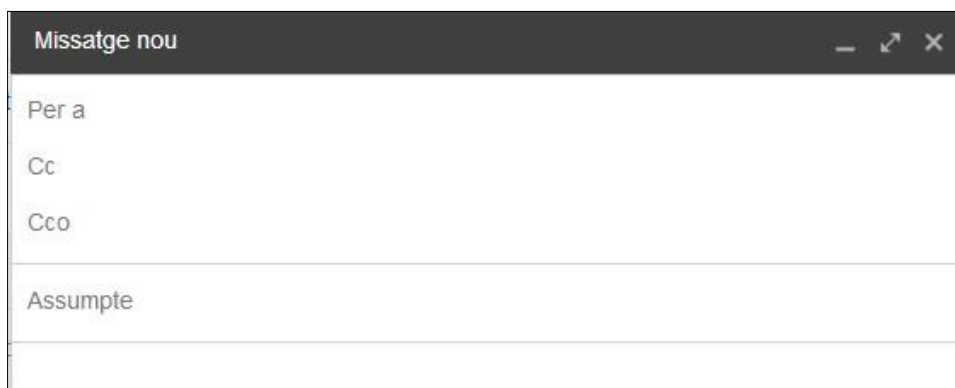 Missatge nou
Per a
Cc
Cco
Assumpte